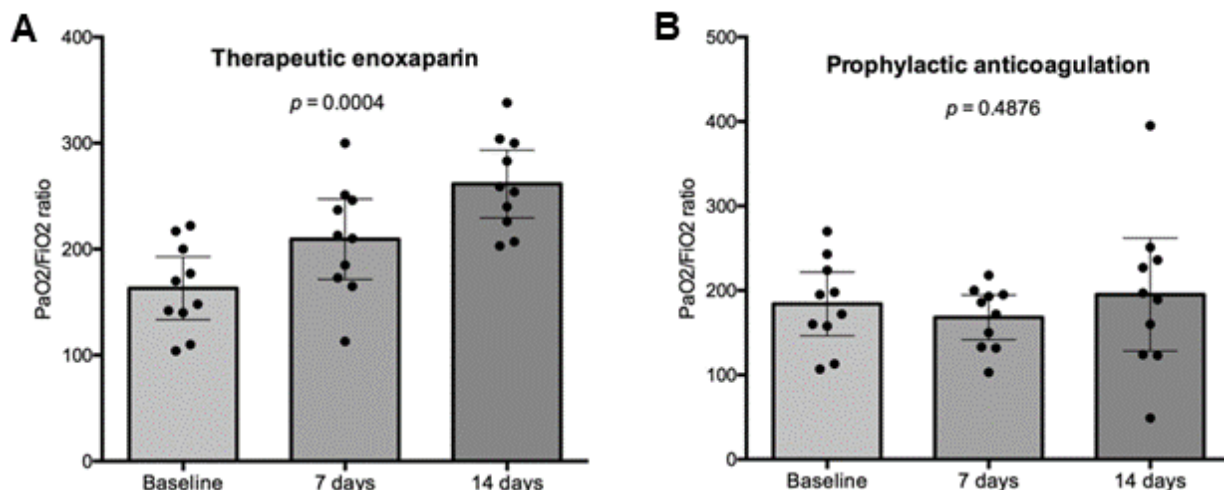 A
Therapeutic enoxaparin
p = 0.0004
PaO2/FiO2 ratio
400
300
200
100
0
Baseline
7 days
14 days
B
Prophylactic anticoagulation
p = 0.4876
PaO2/FiO2 ratio
500
400
300
200
100
0
Baseline
7 days
14 days